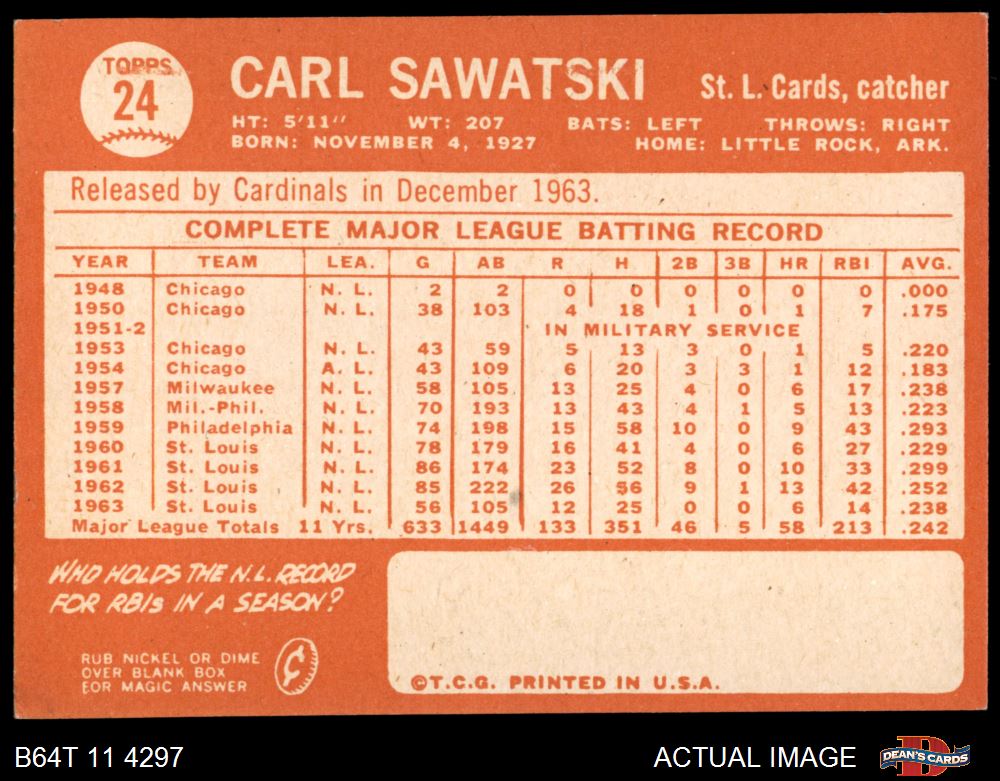 TOPPS
24
CARL SAWATSKI St. L. Cards, catcher
HT: 5'11" WT: 207 BATS: LEFT THROWS: RIGHT
BORN: NOVEMBER 4, 1927 HOME: LITTLE ROCK, ARK.
Released by Cardinals in December 1963.
COMPLETE MAJOR LEAGUE BATTING RECORD
YEAR TEAM LEA. G AB R H 2B 3B HR RBI AVG.
1948 Chicago N. L. 2 2 0 0 0 0 0 0 .000
1950 Chicago N. L. 38 103 4 18 1 0 1 7 .175
1951-2 IN MILITARY SERVICE
1953 Chicago N. L. 43 59 5 13 3 0 1 5 .220
1954 Chicago A. L. 43 109 6 20 3 3 1 12 .183
1957 Milwaukee N. L. 58 105 13 25 4 0 6 17 .238
1958 Mil.-Phil. N. L. 70 193 13 43 4 1 5 13 .223
1959 Philadelphia N. L. 74 198 15 58 10 0 9 43 .293
1960 St. Louis N. L. 78 179 16 41 4 0 6 27 .229
1961 St. Louis N. L. 86 174 23 52 8 0 10 33 .299
1962 St. Louis N. L. 85 222 26 56 9 1 13 42 .252
1963 St. Louis N. L. 56 105 12 25 0 0 6 14 .238
Major League Totals 11 Yrs. 633 1449 133 351 46 5 58 213 .242
WHO HOLDS THE N.L. RECORD
FOR RBIs IN A SEASON?
RUB NICKEL OR DIME
OVER BLANK BOX
FOR MAGIC ANSWER
¢
©T.C.G. PRINTED IN U.S.A.
B64T 11 4297 ACTUAL IMAGE DEAN'S CARDS